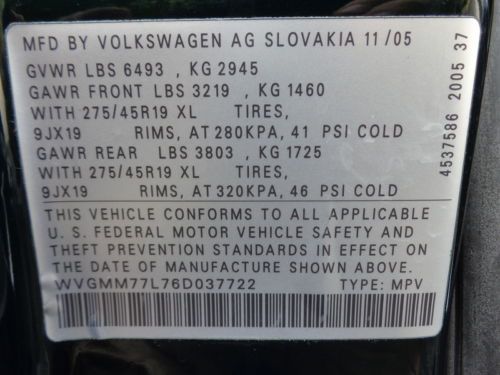 MFD BY VOLKSWAGEN AG SLOVAKIA 11/05
GVWR LBS 6493 , KG 2945
GAWR FRONT LBS 3219 , KG 1460
WITH 275/45R19 XL TIRES,
9JX19 RIMS, AT 280KPA, 41 PSI COLD
GAWR REAR LBS 3803 , KG 1725
WITH 275/45R19 XL TIRES,
9JX19 RIMS, AT 320KPA, 46 PSI COLD
THIS VEHICLE CONFORMS TO ALL APPLICABLE
U.S. FEDERAL MOTOR VEHICLE SAFETY AND
THEFT PREVENTION STANDARDS IN EFFECT ON
THE DATE OF MANUFACTURE SHOWN ABOVE.
WVGMM77L76D037722 TYPE: MPV
4537586 2005 37